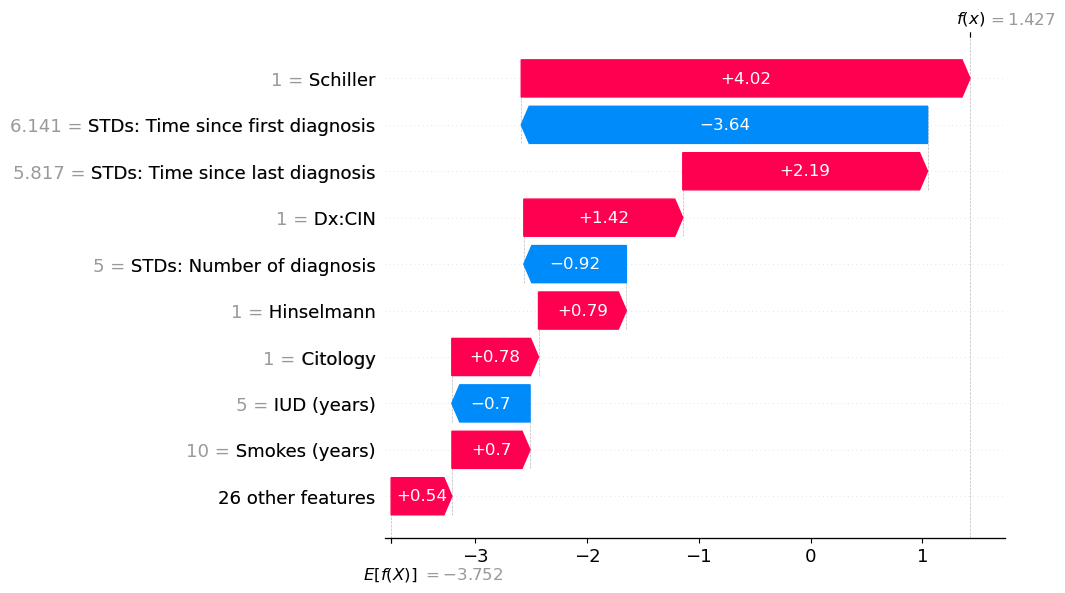 f(x) = 1.427
1 = Schiller +4.02
6.141 = STDs: Time since first diagnosis −3.64
5.817 = STDs: Time since last diagnosis +2.19
1 = Dx:CIN +1.42
5 = STDs: Number of diagnosis −0.92
1 = Hinselmann +0.79
1 = Citology +0.78
5 = IUD (years) −0.7
10 = Smokes (years) +0.7
26 other features +0.54
−3 −2 −1 0 1
E[f(X)] = −3.752